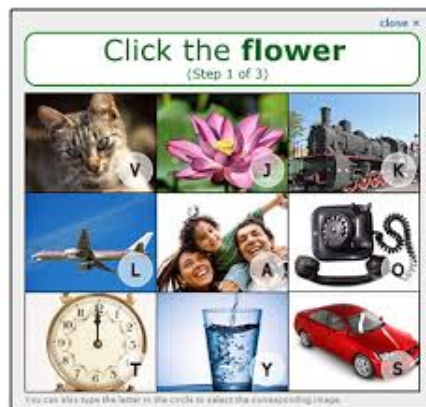 close ×
Click the flower
(Step 1 of 3)
V J K
L A O
T Y S
You can also type the letter in the circle to select the corresponding image.